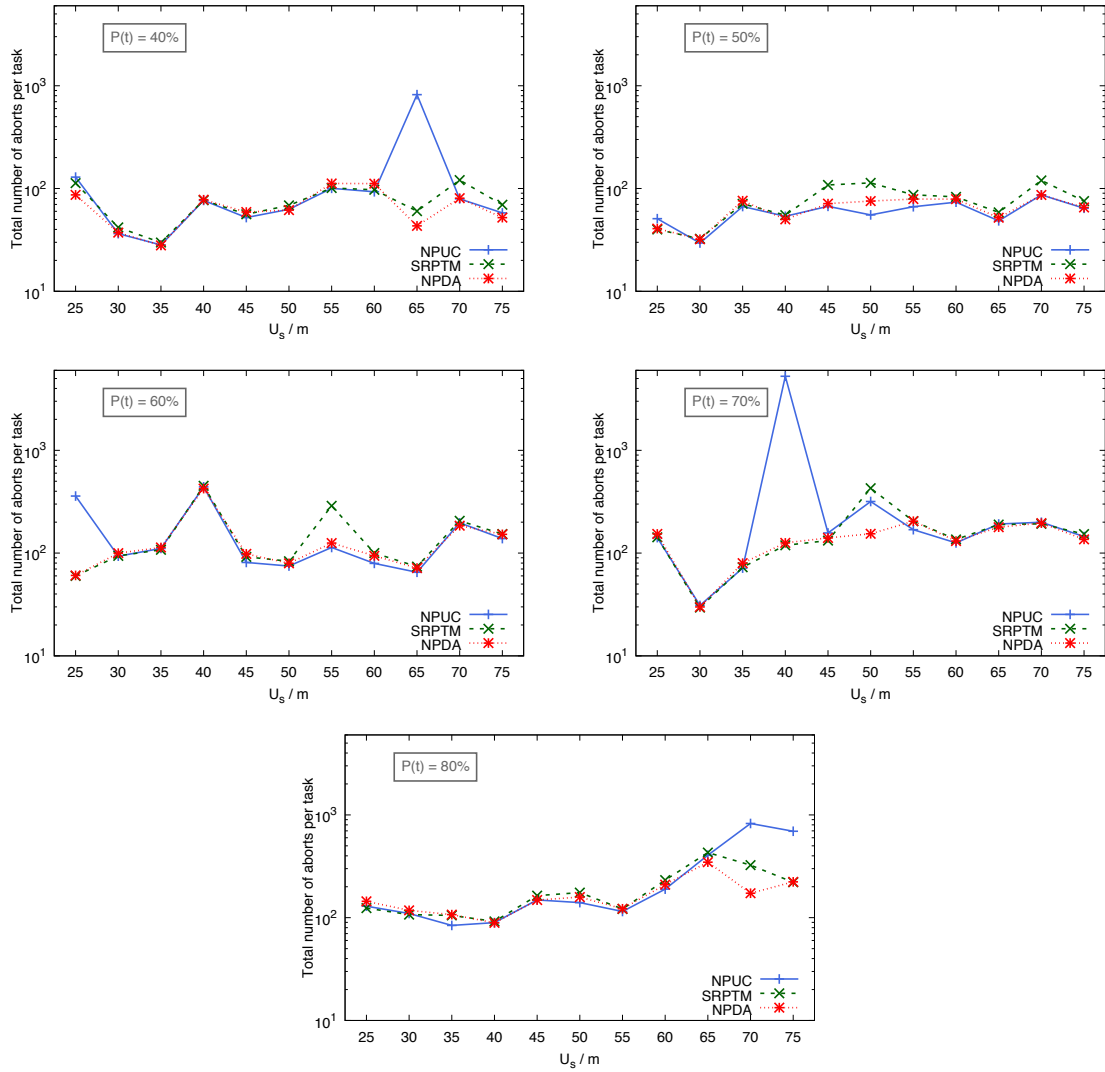 P(t) = 40%
Total number of aborts per task
10^3
10^2
10^1
NPUC
SRPTM
NPDA
25 30 35 40 45 50 55 60 65 70 75
U_s / m
P(t) = 50%
Total number of aborts per task
10^3
10^2
10^1
NPUC
SRPTM
NPDA
25 30 35 40 45 50 55 60 65 70 75
U_s / m
P(t) = 60%
Total number of aborts per task
10^3
10^2
10^1
NPUC
SRPTM
NPDA
25 30 35 40 45 50 55 60 65 70 75
U_s / m
P(t) = 70%
Total number of aborts per task
10^3
10^2
10^1
NPUC
SRPTM
NPDA
25 30 35 40 45 50 55 60 65 70 75
U_s / m
P(t) = 80%
Total number of aborts per task
10^3
10^2
10^1
NPUC
SRPTM
NPDA
25 30 35 40 45 50 55 60 65 70 75
U_s / m